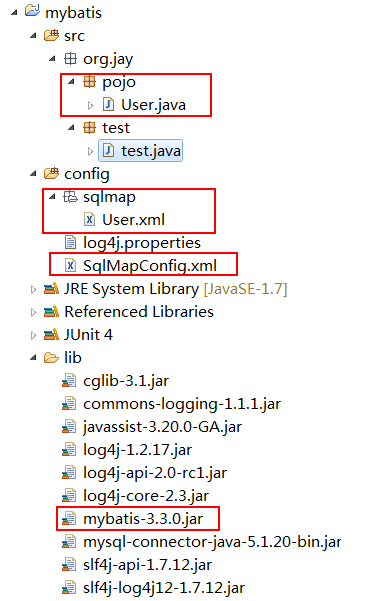 mybatis
src
org.jay
pojo
User.java
test
test.java
config
sqlmap
User.xml
log4j.properties
SqlMapConfig.xml
JRE System Library [JavaSE-1.7]
Referenced Libraries
JUnit 4
lib
cglib-3.1.jar
commons-logging-1.1.1.jar
javassist-3.20.0-GA.jar
log4j-1.2.17.jar
log4j-api-2.0-rc1.jar
log4j-core-2.3.jar
mybatis-3.3.0.jar
mysql-connector-java-5.1.20-bin.jar
slf4j-api-1.7.12.jar
slf4j-log4j12-1.7.12.jar